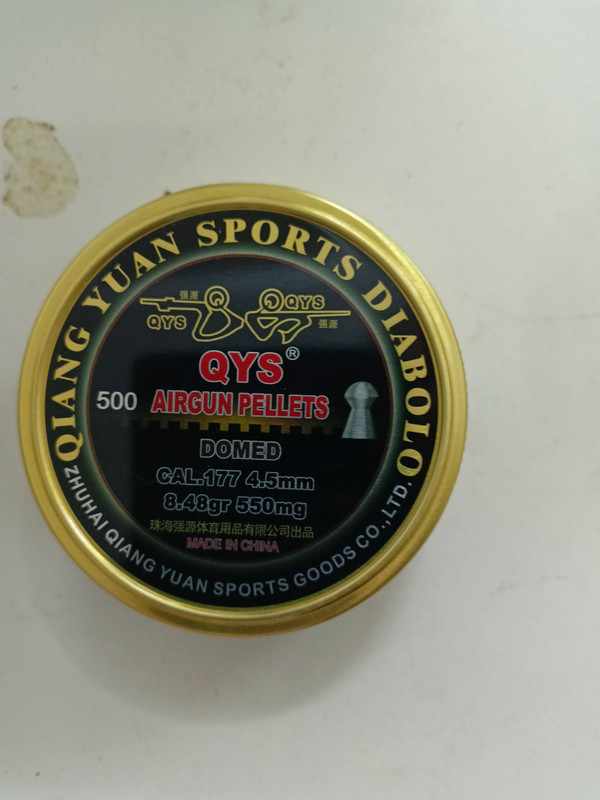 QIANG YUAN SPORTS DIABOLO
强源
QYS
QYS
强源
QYS®
500 AIRGUN PELLETS
DOMED
CAL.177 4.5mm
8.48gr 550mg
珠海强源体育用品有限公司出品
MADE IN CHINA
ZHUHAI QIANG YUAN SPORTS GOODS CO.,LTD.